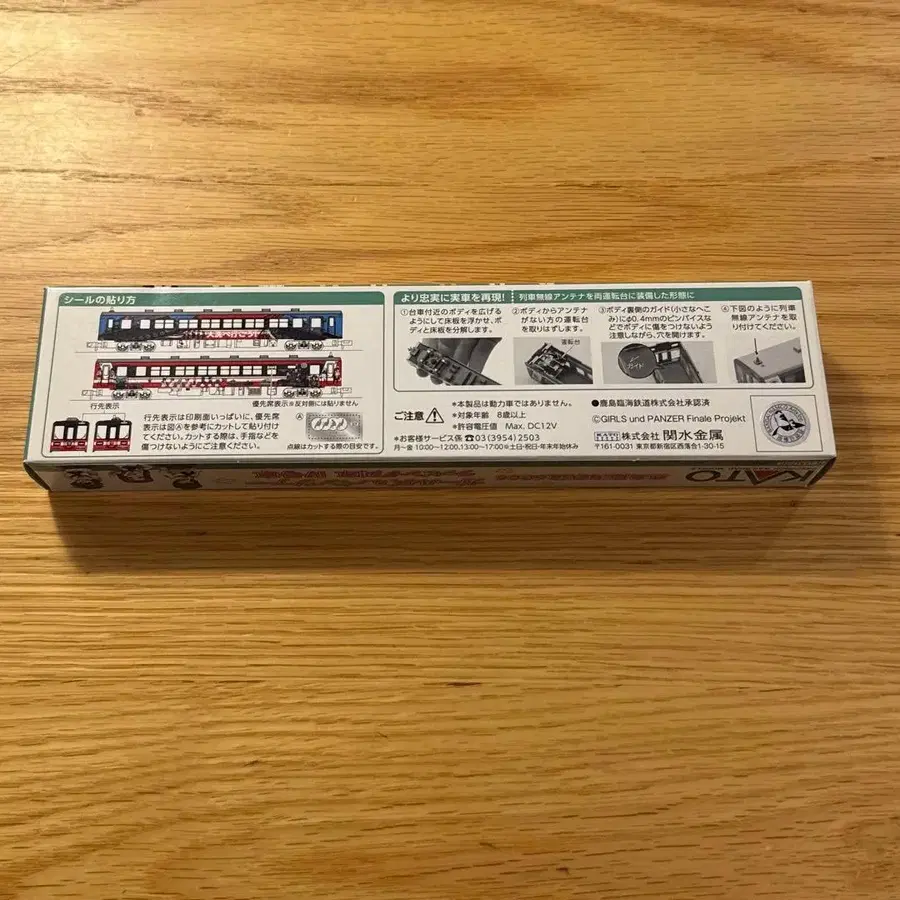 シールの貼り方
行先表示
優先席表示※反対側には貼りません
行先表示は印刷面いっぱいに、優先席
表示は図Ⓐを参考にカットして貼り付け
てください。カットする際は、手指などを
傷つけないようにご注意ください。
Ⓐ
点線はカットする際の目安です。
より忠実に実車を再現!
列車無線アンテナを両運転台に装備した形態に
①台車付近のボディを広げる
ようにして床板を浮かせ、ボ
ディと床板を分解します。
②ボディからアンテナ
がない方の運転台
を取りはずします。
運転台
③ボディ裏側のガイド(小さなへこ
み)にφ0.4mmのピンバイスな
どでボディに傷をつけないよう
注意しながら、穴を開けます。
ガイド
④下図のように列車
無線アンテナを取
り付けてください。
ご注意
*本製品は動力車ではありません。
*対象年齢 8歳以上
*許容電圧値 Max. DC12V
*お客様サービス係 ☎03(3954)2503
月〜金 10:00〜12:00、13:00〜17:00※土日・祝日・年末年始休み
●鹿島臨海鉄道株式会社承認済
©GIRLS und PANZER Finale Projekt
株式会社 関水金属
〒161-0031 東京都新宿区西落合1-30-15
KATO